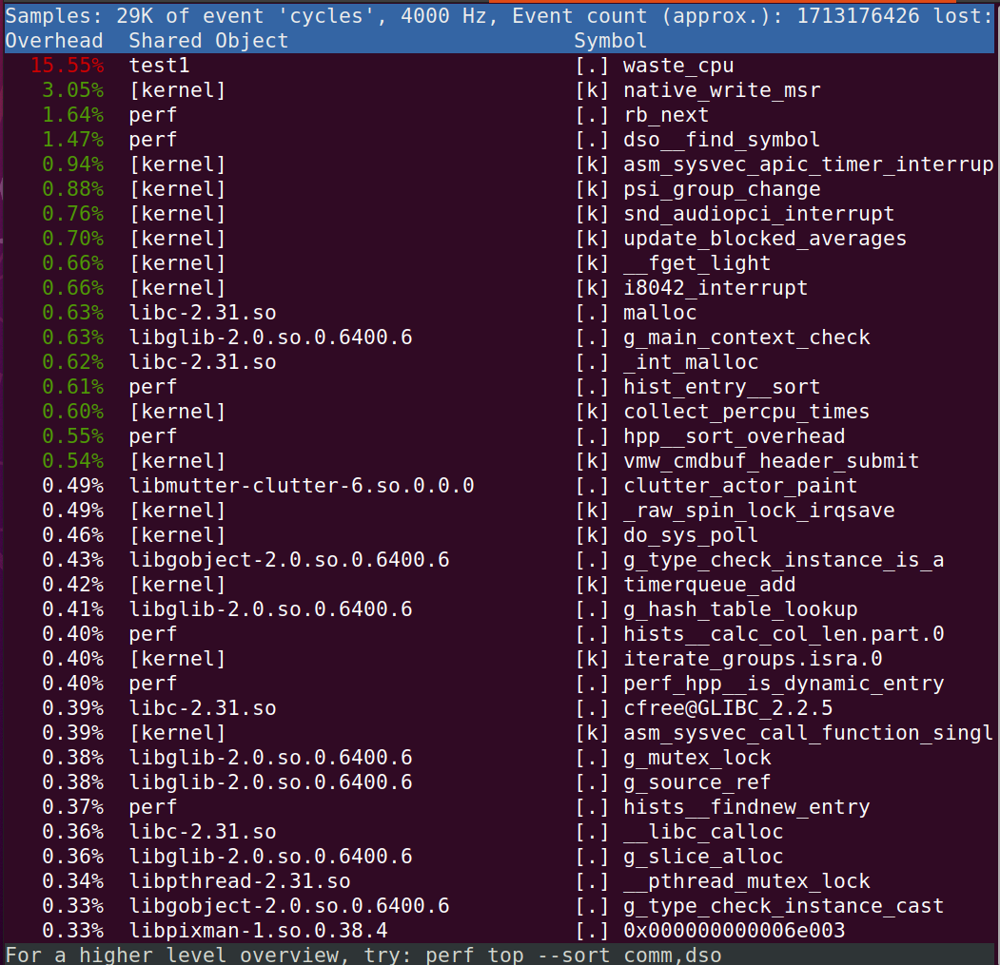 Samples: 29K of event 'cycles', 4000 Hz, Event count (approx.): 1713176426 lost:
Overhead  Shared Object                       Symbol
  15.55%  test1                               [.] waste_cpu
   3.05%  [kernel]                            [k] native_write_msr
   1.64%  perf                                [.] rb_next
   1.47%  perf                                [.] dso__find_symbol
   0.94%  [kernel]                            [k] asm_sysvec_apic_timer_interrup
   0.88%  [kernel]                            [k] psi_group_change
   0.76%  [kernel]                            [k] snd_audiopci_interrupt
   0.70%  [kernel]                            [k] update_blocked_averages
   0.66%  [kernel]                            [k] __fget_light
   0.66%  [kernel]                            [k] i8042_interrupt
   0.63%  libc-2.31.so                        [.] malloc
   0.63%  libglib-2.0.so.0.6400.6             [.] g_main_context_check
   0.62%  libc-2.31.so                        [.] _int_malloc
   0.61%  perf                                [.] hist_entry__sort
   0.60%  [kernel]                            [k] collect_percpu_times
   0.55%  perf                                [.] hpp__sort_overhead
   0.54%  [kernel]                            [k] vmw_cmdbuf_header_submit
   0.49%  libmutter-clutter-6.so.0.0.0        [.] clutter_actor_paint
   0.49%  [kernel]                            [k] _raw_spin_lock_irqsave
   0.46%  [kernel]                            [k] do_sys_poll
   0.43%  libgobject-2.0.so.0.6400.6          [.] g_type_check_instance_is_a
   0.42%  [kernel]                            [k] timerqueue_add
   0.41%  libglib-2.0.so.0.6400.6             [.] g_hash_table_lookup
   0.40%  perf                                [.] hists__calc_col_len.part.0
   0.40%  [kernel]                            [k] iterate_groups.isra.0
   0.40%  perf                                [.] perf_hpp__is_dynamic_entry
   0.39%  libc-2.31.so                        [.] cfree@GLIBC_2.2.5
   0.39%  [kernel]                            [k] asm_sysvec_call_function_singl
   0.38%  libglib-2.0.so.0.6400.6             [.] g_mutex_lock
   0.38%  libglib-2.0.so.0.6400.6             [.] g_source_ref
   0.37%  perf                                [.] hists__findnew_entry
   0.36%  libc-2.31.so                        [.] __libc_calloc
   0.36%  libglib-2.0.so.0.6400.6             [.] g_slice_alloc
   0.34%  libpthread-2.31.so                  [.] __pthread_mutex_lock
   0.33%  libgobject-2.0.so.0.6400.6          [.] g_type_check_instance_cast
   0.33%  libpixman-1.so.0.38.4               [.] 0x000000000006e003
For a higher level overview, try: perf top --sort comm,dso